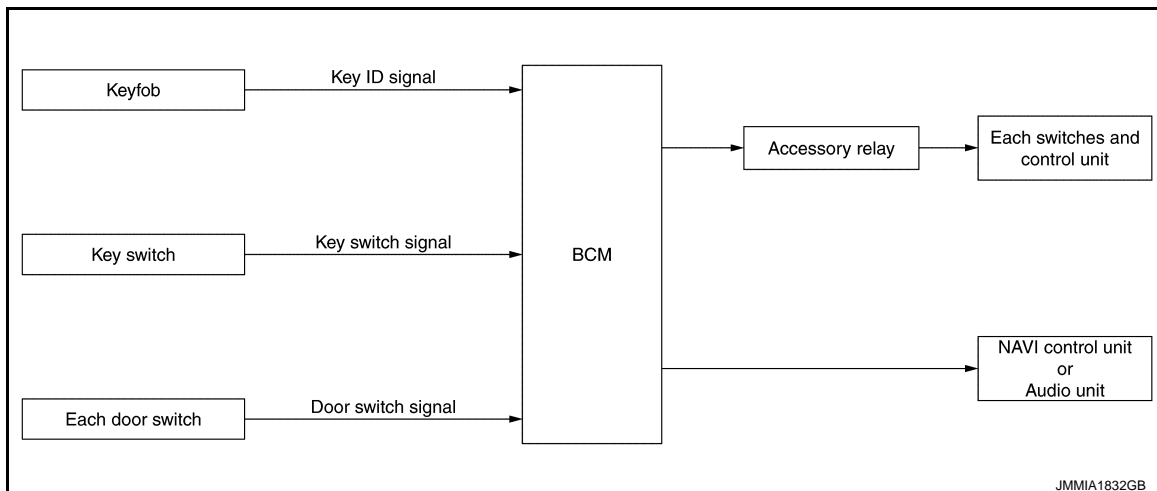 Keyfob
Key ID signal
Key switch
Key switch signal
Each door switch
Door switch signal
BCM
Accessory relay
Each switches and
control unit
NAVI control unit
or
Audio unit
JMMIA1832GB